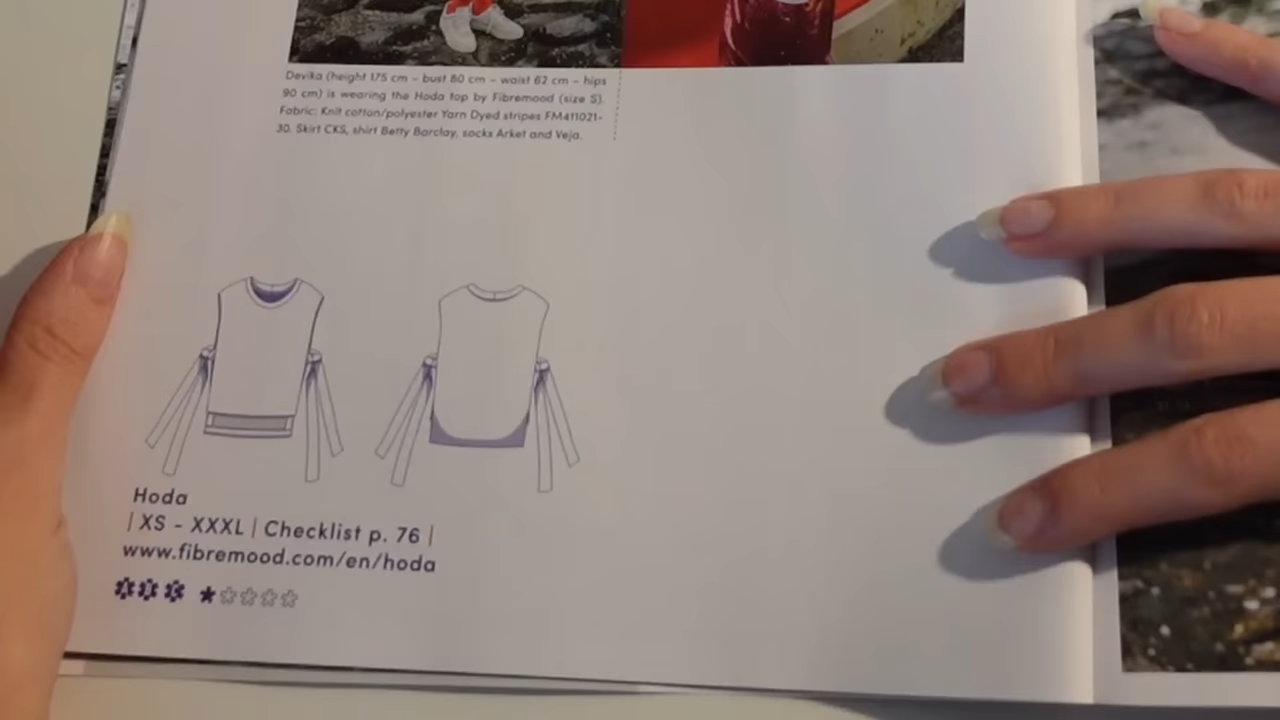 Devika (height 175 cm – bust 80 cm – waist 62 cm – hips
90 cm) is wearing the Hoda top by Fibremood (size S).
Fabric: Knit cotton/polyester Yarn Dyed stripes FM411021-
30. Skirt CKS, shirt Betty Barclay, socks Arket and Veja.
Hoda
| XS - XXXL | Checklist p. 76 |
www.fibremood.com/en/hoda